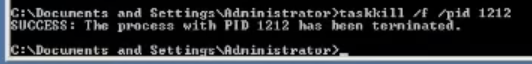 C:\Documents and Settings\Administrator>taskkill /f /pid 1212
SUCCESS: The process with PID 1212 has been terminated.
C:\Documents and Settings\Administrator>_